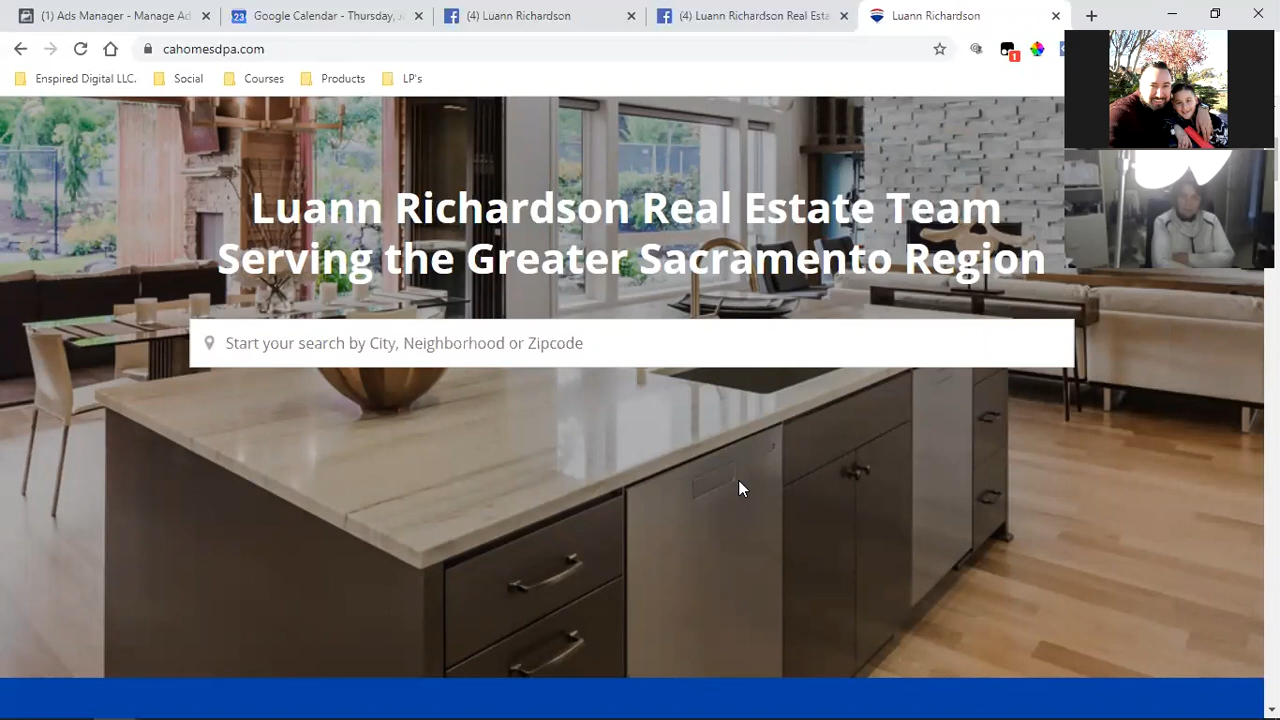 (1) Ads Manager - Manage Ad
Google Calendar - Thursday,
(4) Luann Richardson
(4) Luann Richardson Real Esta
Luann Richardson
cahomesdpa.com
1
Enspired Digital LLC.
Social
Courses
Products
LP's
Luann Richardson Real Estate Team
Serving the Greater Sacramento Region
Start your search by City, Neighborhood or Zipcode